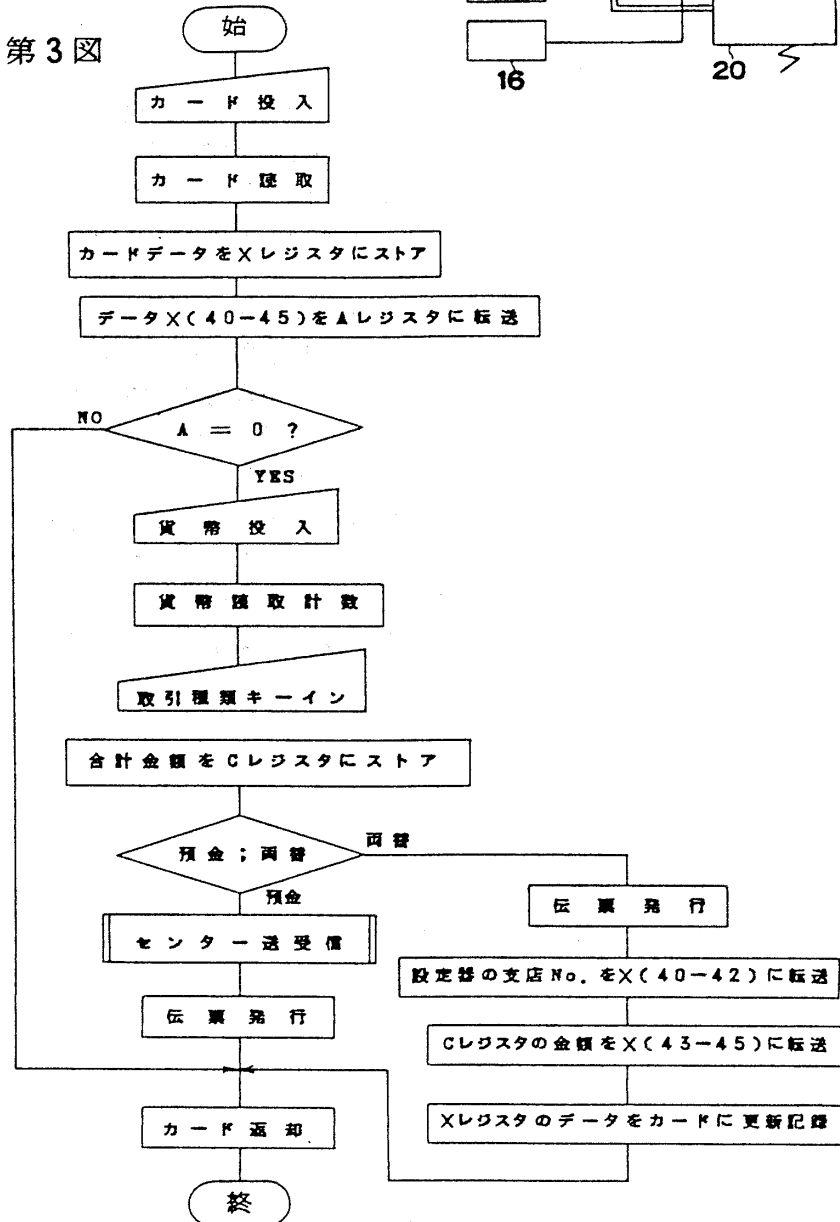 第3図
16
20
始
カード投入
カード読取
カードデータをXレジスタにストア
データX(40-45)をAレジスタに転送
NO
A = 0 ?
YES
貨幣投入
貨幣読取計数
取引種類キーイン
合計金額をCレジスタにストア
預金;両替
両替
預金
センター送受信
伝票発行
伝票発行
設定器の支店No.をX(40-42)に転送
Cレジスタの金額をX(43-45)に転送
Xレジスタのデータをカードに更新記録
カード返却
終